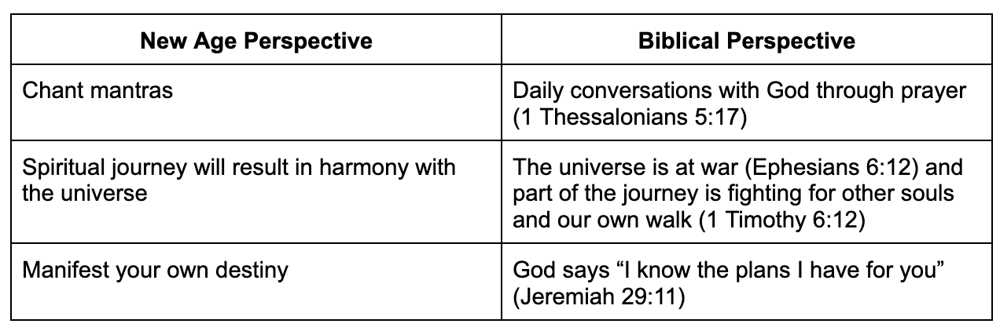 New Age Perspective
Biblical Perspective
Chant mantras
Daily conversations with God through prayer
(1 Thessalonians 5:17)
Spiritual journey will result in harmony with
the universe
The universe is at war (Ephesians 6:12) and
part of the journey is fighting for other souls
and our own walk (1 Timothy 6:12)
Manifest your own destiny
God says “I know the plans I have for you”
(Jeremiah 29:11)